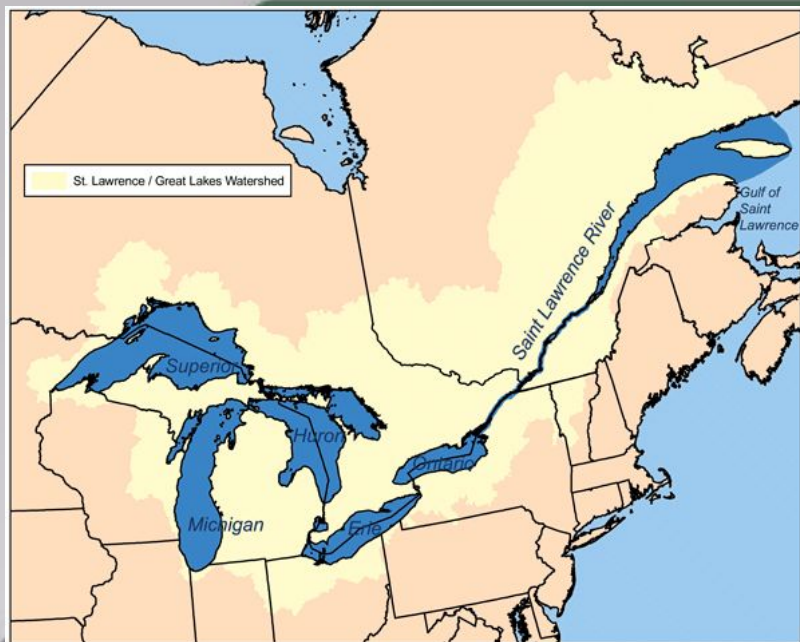 St. Lawrence / Great Lakes Watershed
Gulf of
Saint
Lawrence
Saint Lawrence River
Superior
Huron
Ontario
Michigan
Erie